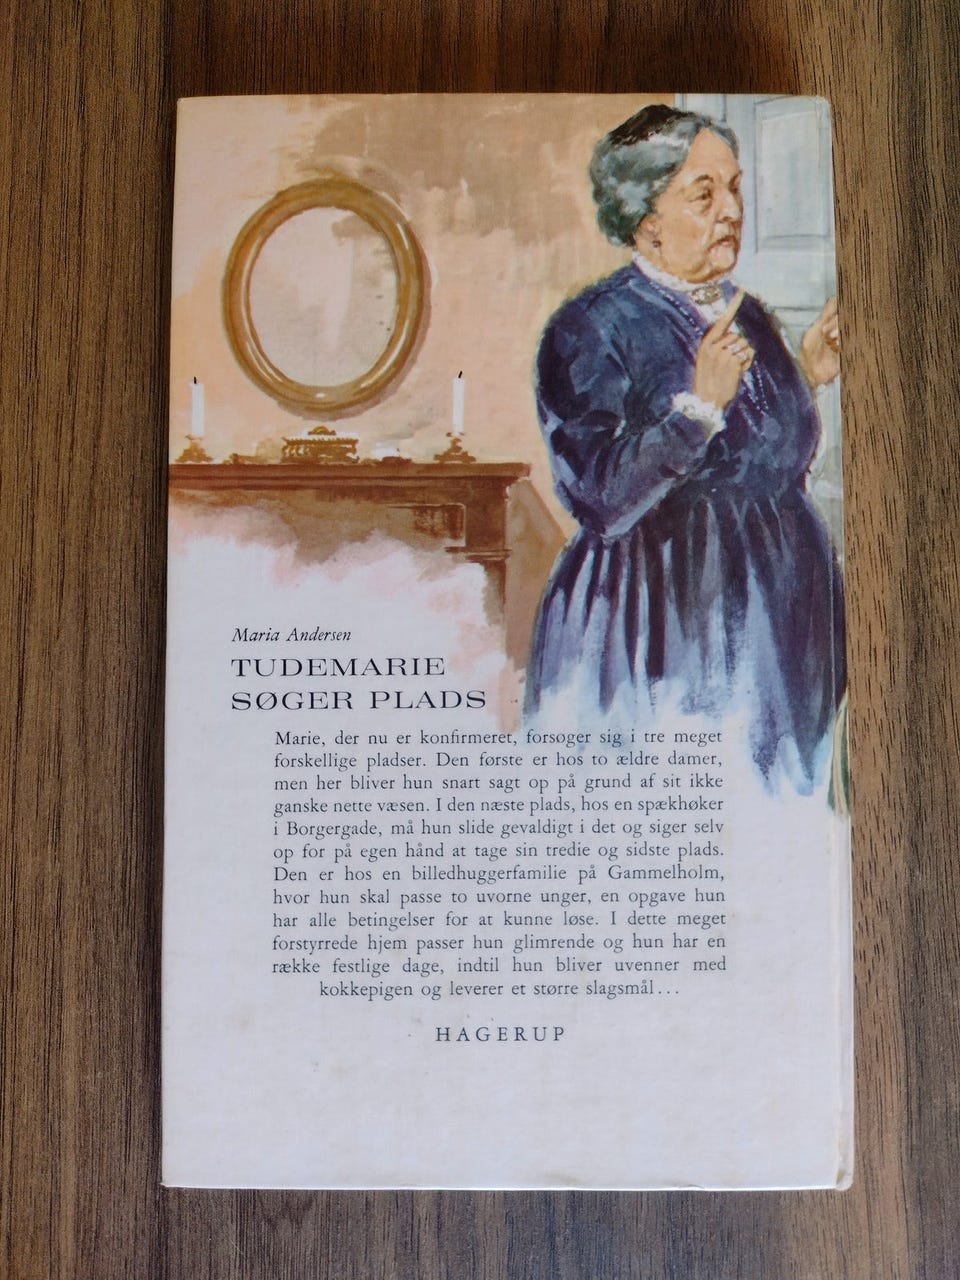 Maria Andersen
TUDEMARIE
SØGER PLADS
Marie, der nu er konfirmeret, forsøger sig i tre meget
forskellige pladser. Den første er hos to ældre damer,
men her bliver hun snart sagt op på grund af sit ikke
ganske nette væsen. I den næste plads, hos en spækhøker
i Borgergade, må hun slide gevaldigt i det og siger selv
op for på egen hånd at tage sin tredie og sidste plads.
Den er hos en billedhuggerfamilie på Gammelholm,
hvor hun skal passe to uvorne unger, en opgave hun
har alle betingelser for at kunne løse. I dette meget
forstyrrede hjem passer hun glimrende og hun har en
række festlige dage, indtil hun bliver uvenner med
kokkepigen og leverer et større slagsmål...
HAGERUP